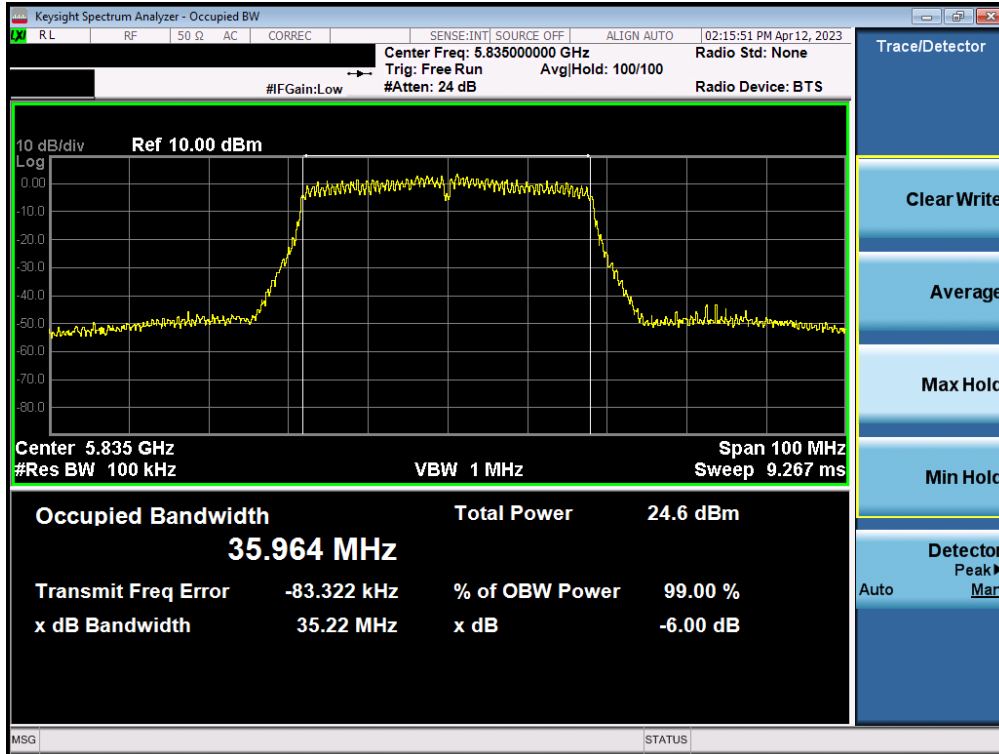 Keysight Spectrum Analyzer - Occupied BW
LXI RL RF 50 Ω AC CORREC SENSE:INT SOURCE OFF ALIGN AUTO 02:15:51 PM Apr 12, 2023
Center Freq: 5.835000000 GHz Radio Std: None
Trig: Free Run Avg|Hold: 100/100
#IFGain:Low #Atten: 24 dB Radio Device: BTS
10 dB/div Ref 10.00 dBm
Log
0.00
-10.0
-20.0
-30.0
-40.0
-50.0
-60.0
-70.0
-80.0
Center 5.835 GHz Span 100 MHz
#Res BW 100 kHz VBW 1 MHz Sweep 9.267 ms
Occupied Bandwidth Total Power 24.6 dBm
35.964 MHz
Transmit Freq Error -83.322 kHz % of OBW Power 99.00 %
x dB Bandwidth 35.22 MHz x dB -6.00 dB
MSG STATUS
Trace/Detector
Clear Write
Average
Max Hold
Min Hold
Detector
Peak▶
Auto Man